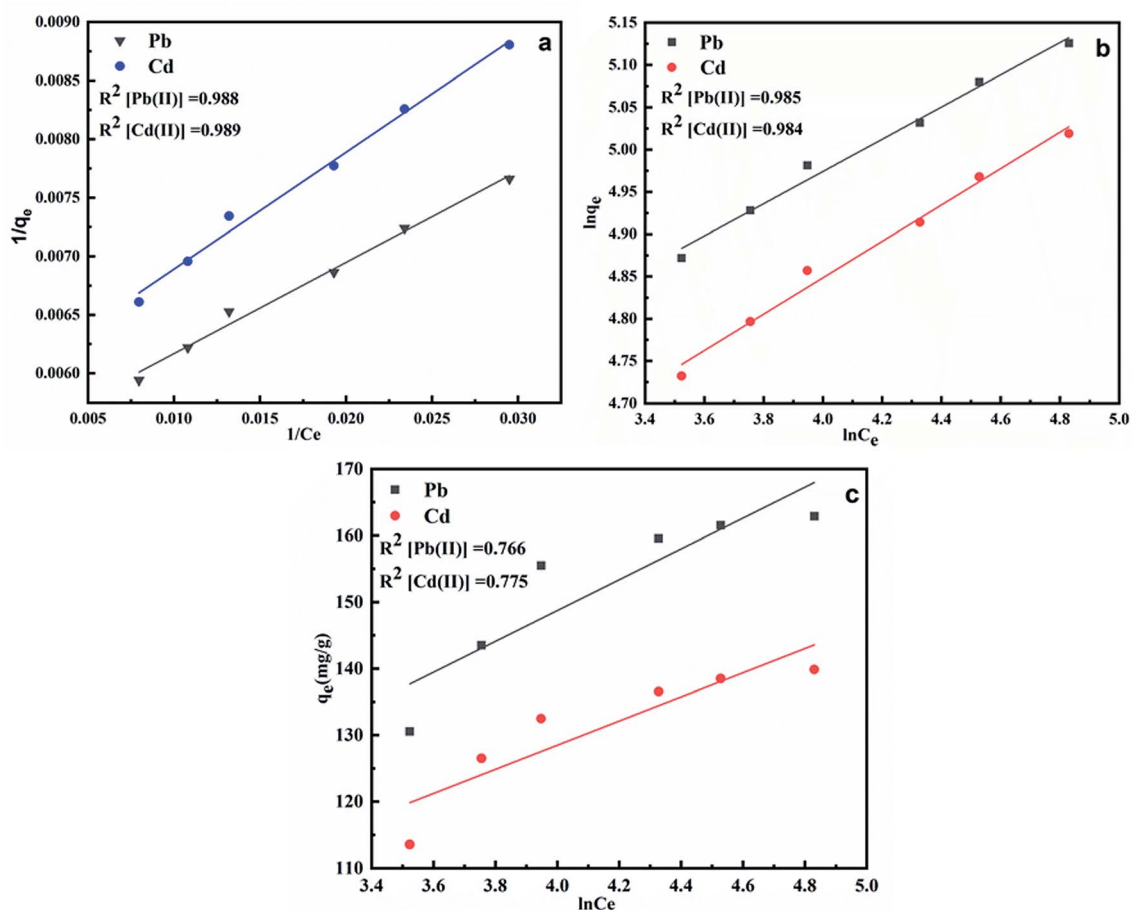 a
Pb
Cd
R² [Pb(II)] =0.988
R² [Cd(II)] =0.989
1/qe
0.0090
0.0085
0.0080
0.0075
0.0070
0.0065
0.0060
0.005 0.010 0.015 0.020 0.025 0.030
1/Ce
b
Pb
Cd
R² [Pb(II)] =0.985
R² [Cd(II)] =0.984
lnqe
5.15
5.10
5.05
5.00
4.95
4.90
4.85
4.80
4.75
4.70
3.4 3.6 3.8 4.0 4.2 4.4 4.6 4.8 5.0
lnCe
c
Pb
Cd
R² [Pb(II)] =0.766
R² [Cd(II)] =0.775
qe(mg/g)
170
160
150
140
130
120
110
3.4 3.6 3.8 4.0 4.2 4.4 4.6 4.8 5.0
lnCe